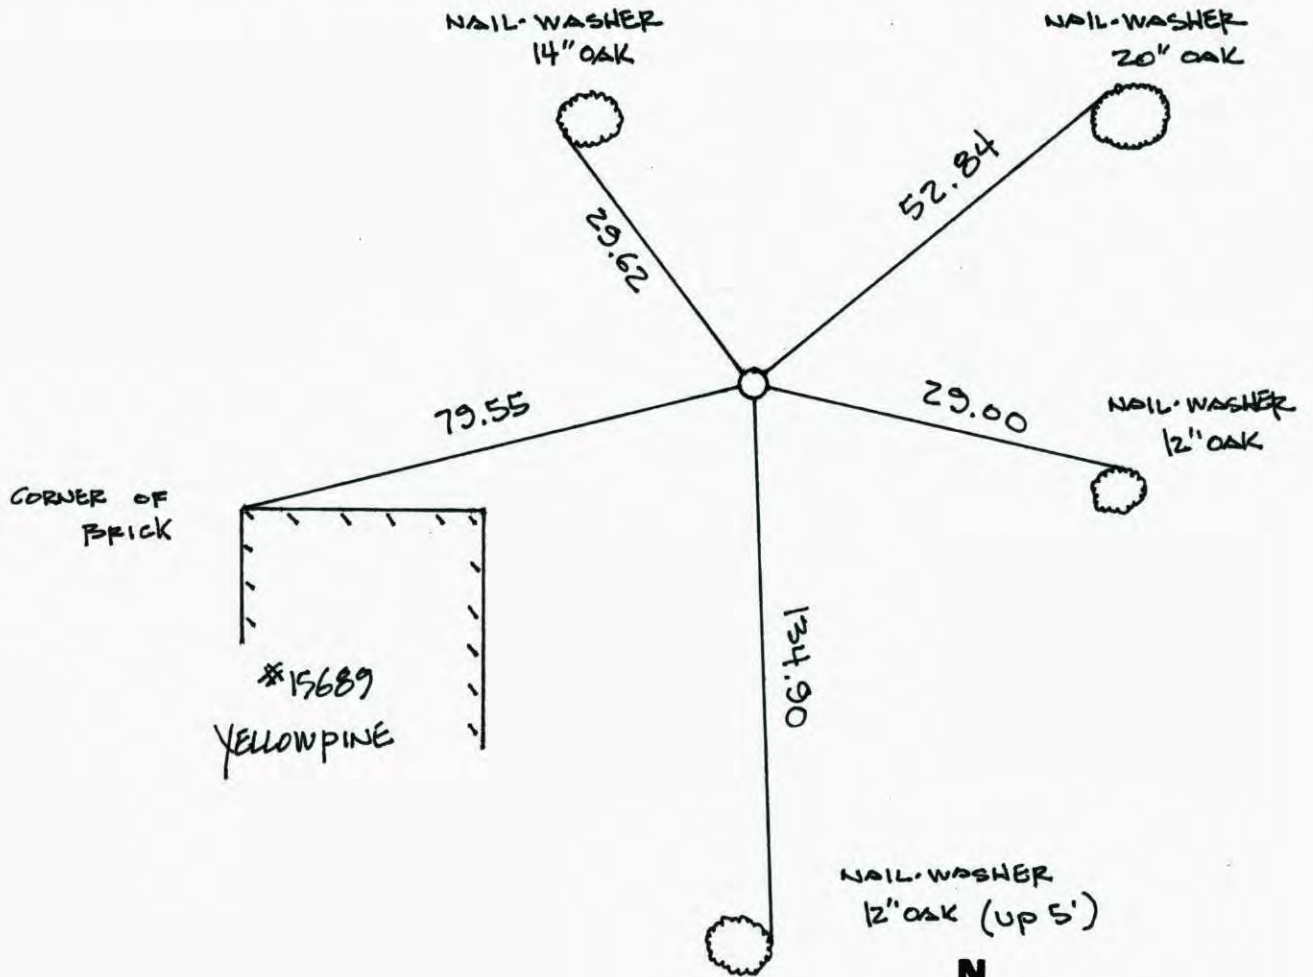 NAIL-WASHER
14" OAK
NAIL-WASHER
20" OAK
29.62
52.84
79.55
29.00
NAIL-WASHER
12" OAK
CORNER OF
BRICK
134.90
#15689
YELLOWPINE
NAIL-WASHER
12" OAK (UP 5')
N